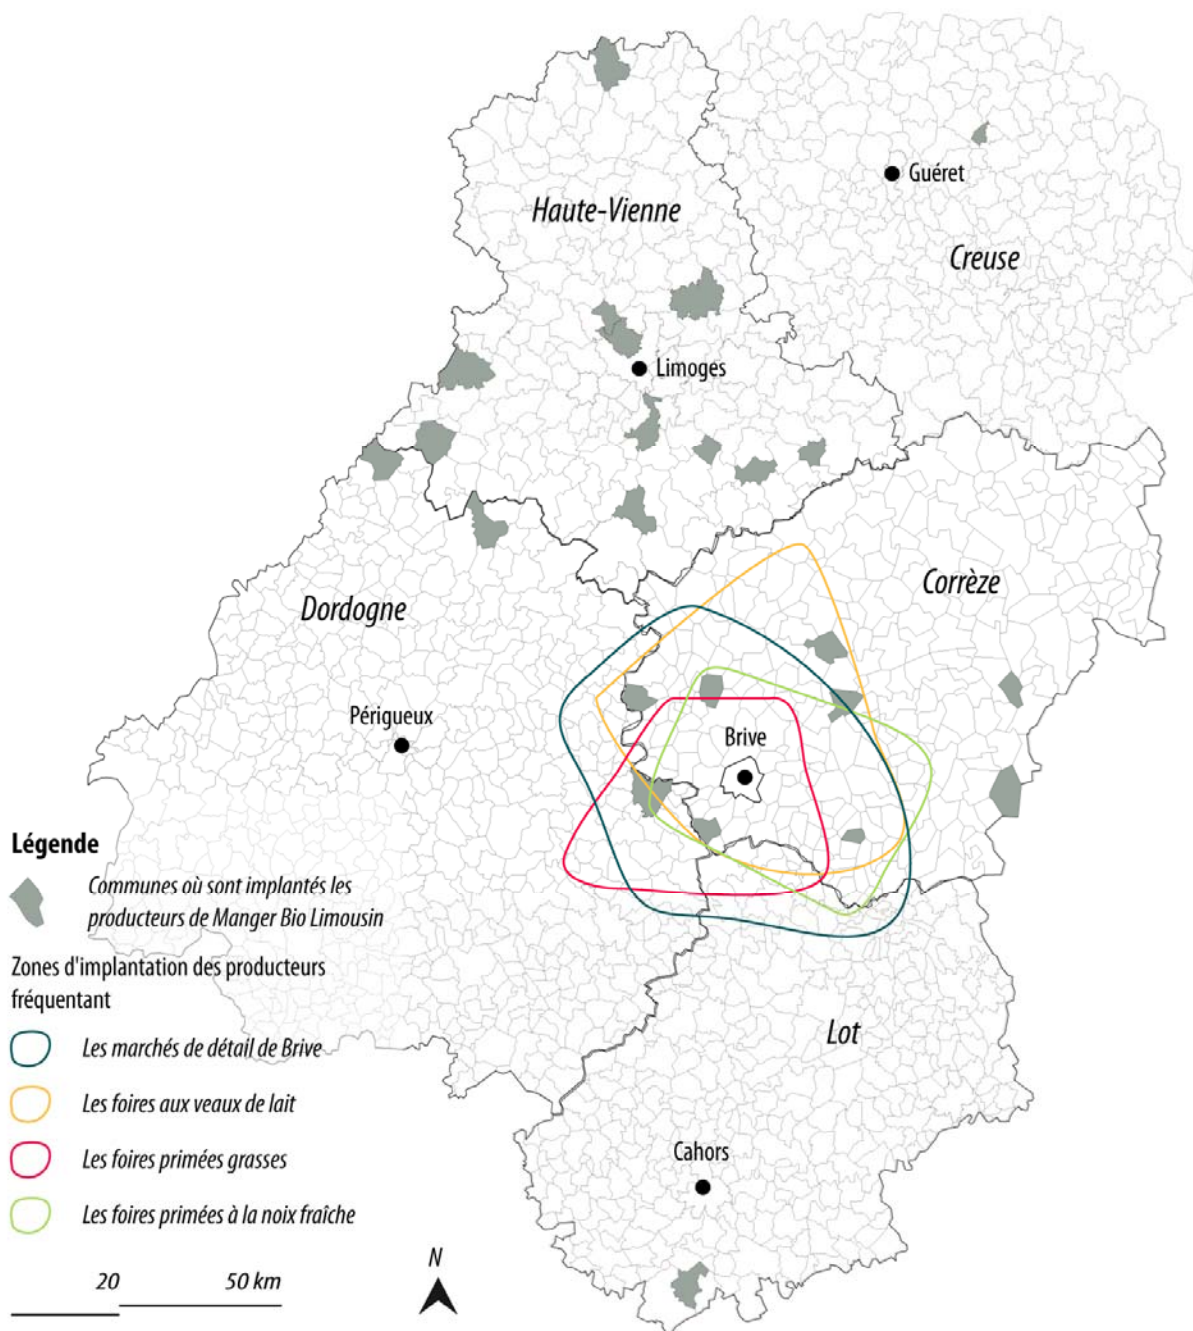 Guéret
Haute-Vienne
Creuse
Limoges
Corrèze
Dordogne
Périgueux
Brive
Légende
Communes où sont implantés les
producteurs de Manger Bio Limousin
Zones d'implantation des producteurs
fréquentant
Les marchés de détail de Brive
Les foires aux veaux de lait
Les foires primées grasses
Les foires primées à la noix fraîche
Lot
Cahors
20 50 km
N